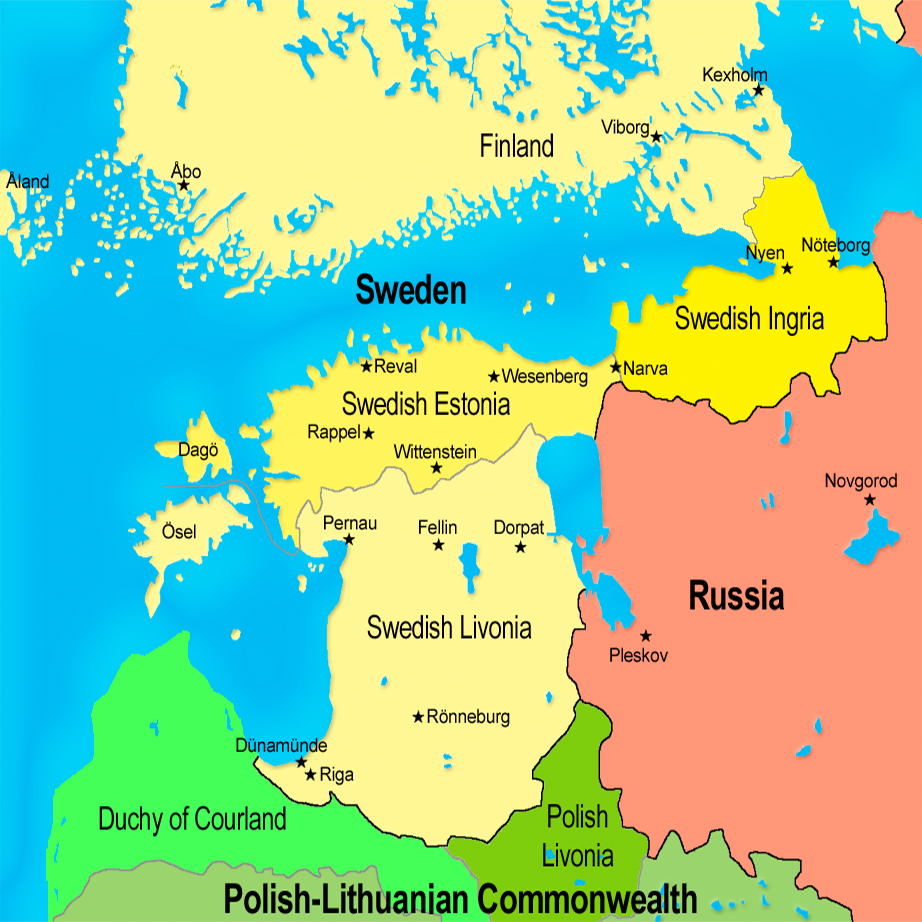 Kexholm
Viborg
Finland
Åbo
Åland
Nöteborg
Nyen
Sweden
Swedish Ingria
Reval
Wesenberg
Narva
Swedish Estonia
Rappel
Dagö
Wittenstein
Novgorod
Ösel
Pernau
Fellin
Dorpat
Russia
Swedish Livonia
Pleskov
Rönneburg
Dünamünde
Riga
Duchy of Courland
Polish
Livonia
Polish-Lithuanian Commonwealth